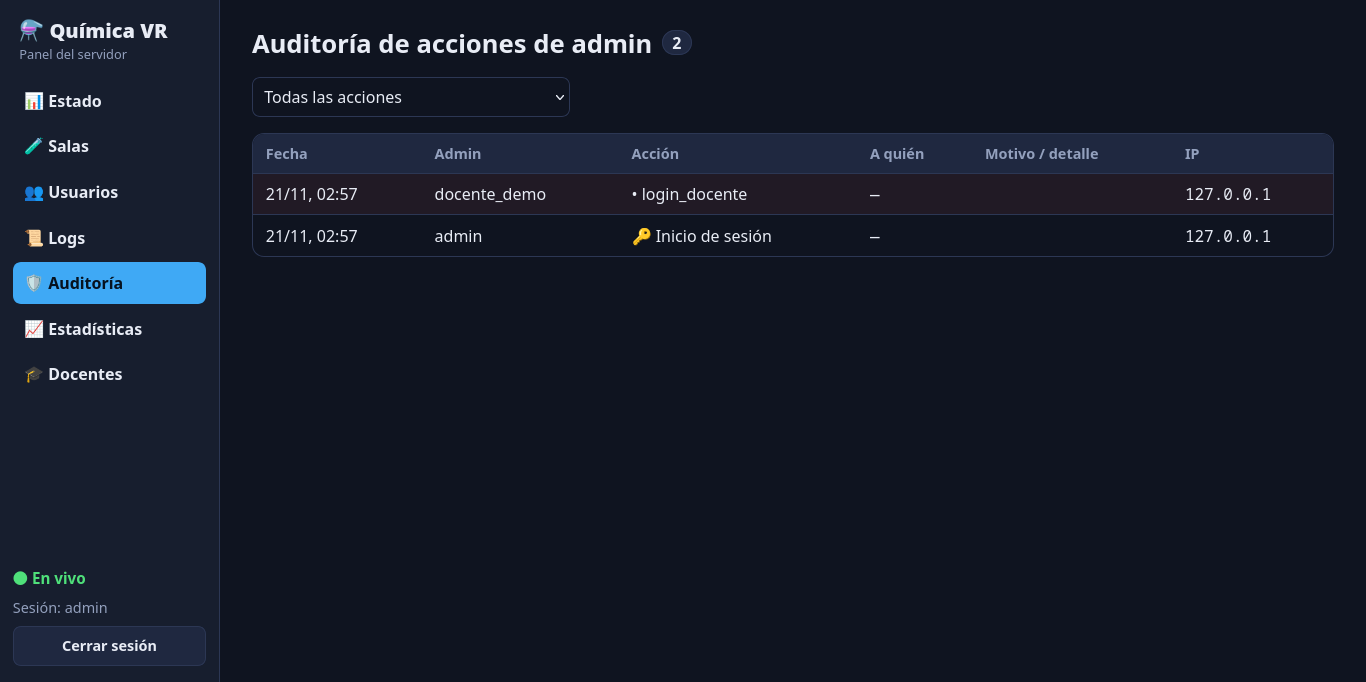 Química VR
Panel del servidor
Estado
Salas
Usuarios
Logs
Auditoría
Estadísticas
Docentes
En vivo
Sesión: admin
Cerrar sesión
Auditoría de acciones de admin 2
Todas las acciones
Fecha Admin Acción A quién Motivo / detalle IP
21/11, 02:57 docente_demo • login_docente — 127.0.0.1
21/11, 02:57 admin 🔑 Inicio de sesión — 127.0.0.1